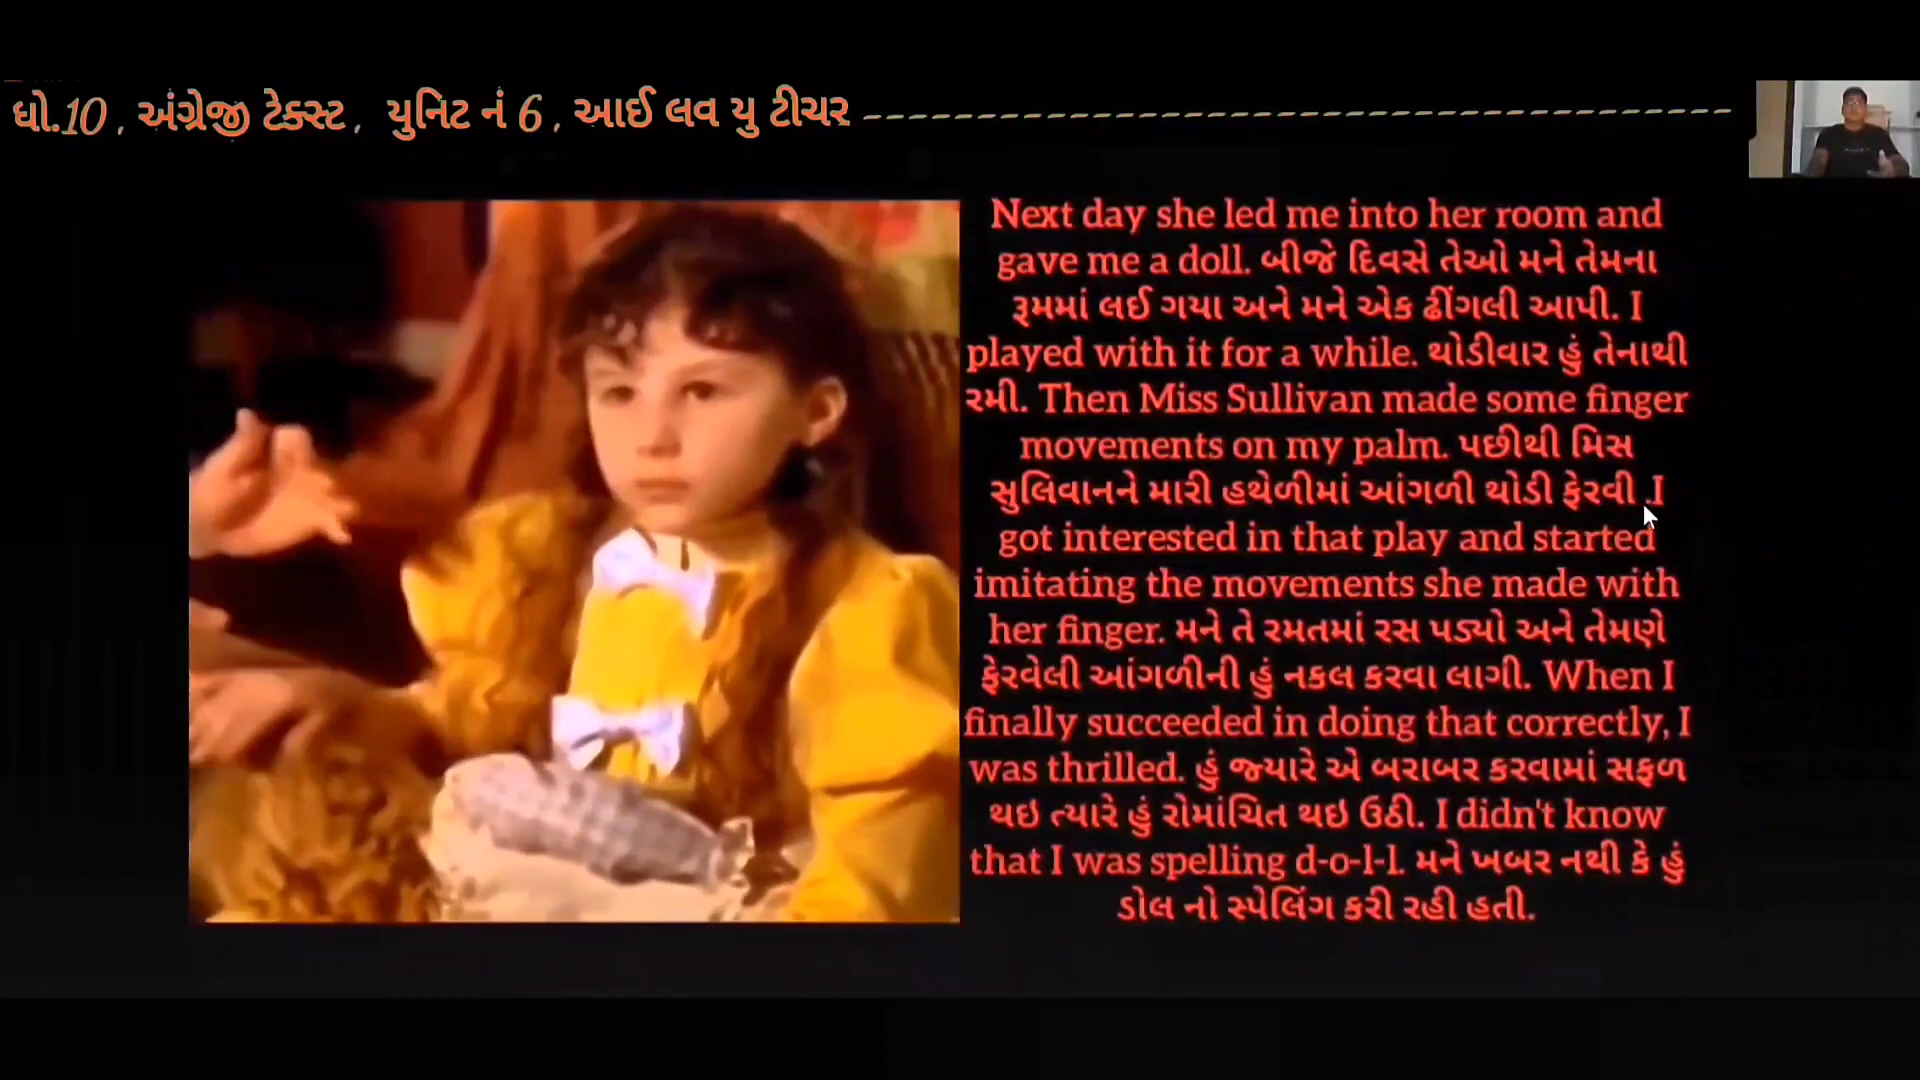 ધો.10 , અંગ્રેજી ટેક્સ્ટ, યુનિટ નં 6 , આઈ લવ યુ ટીચર ------------------------------------
Next day she led me into her room and
gave me a doll. બીજે દિવસે તેઓ મને તેમના
રૂમમાં લઈ ગયા અને મને એક ઢીંગલી આપી. I
played with it for a while. થોડીવાર હું તેનાથી
રમી. Then Miss Sullivan made some finger
movements on my palm. પછીથી મિસ
સુલિવાનને મારી હથેળીમાં આંગળી થોડી ફેરવી .I
got interested in that play and started
imitating the movements she made with
her finger. મને તે રમતમાં રસ પડ્યો અને તેમણે
ફેરવેલી આંગળીની હું નકલ કરવા લાગી. When I
finally succeeded in doing that correctly, I
was thrilled. હું જ્યારે એ બરાબર કરવામાં સફળ
થઇ ત્યારે હું રોમાંચિત થઇ ઉઠી. I didn't know
that I was spelling d-o-l-l. મને ખબર નથી કે હું
ડોલ નો સ્પેલિંગ કરી રહી હતી.